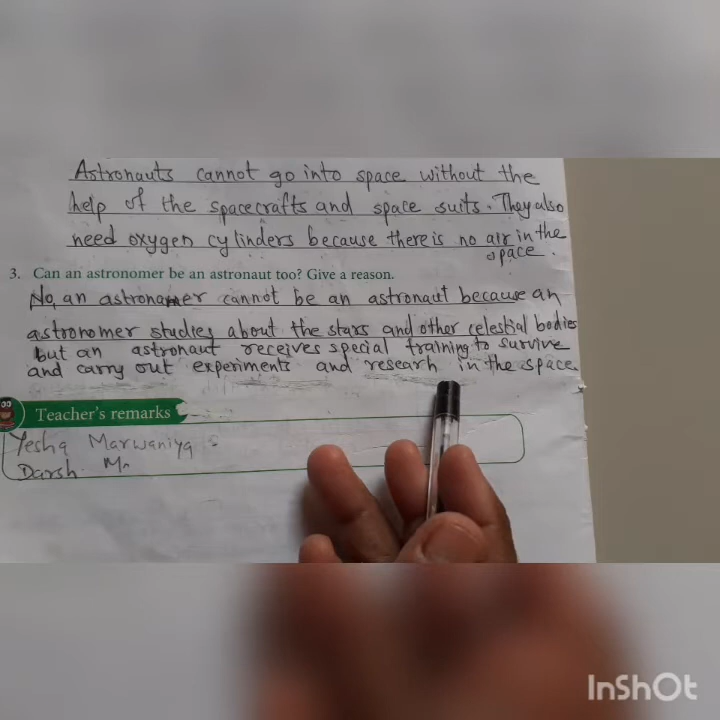 Astronauts cannot go into space without the
help of the spacecrafts and space suits. They also
need oxygen cylinders because there is no air in the
space.
3. Can an astronomer be an astronaut too? Give a reason.
No, an astronamer cannot be an astronaut because an
astronomer studies about the stars and other celestial bodies
but an astronaut receives special training to survive
and carry out experiments and researh in the space.
Teacher's remarks
Yesha Marwaniya
Darsh
InShOt